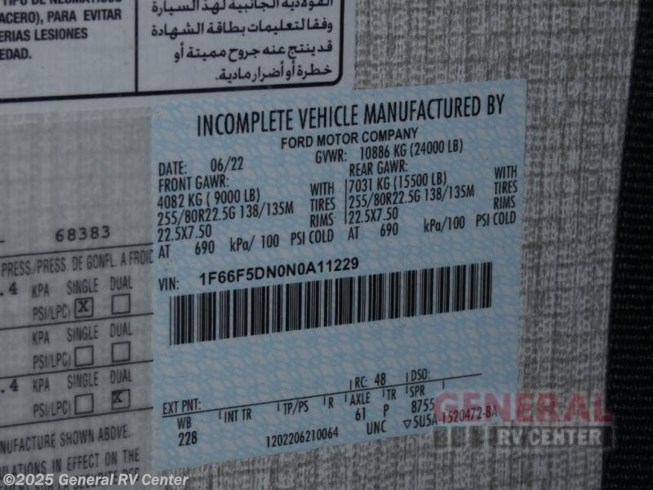 TIPO DE NEUMÁTICOS
ACERO), PARA EVITAR
ERIAS LESIONES
EDAD.
الفولاذية الجانبية لهذه السيارة
وفقا لتعليمات بطاقة الشهادة
قد ينتج عنه جروح مميتة أو
خطرة أو أضرار مادية.
INCOMPLETE VEHICLE MANUFACTURED BY
FORD MOTOR COMPANY
DATE: 06/22 GVWR: 10886 KG (24000 LB)
FRONT GAWR: REAR GAWR:
4082 KG ( 9000 LB) WITH 7031 KG (15500 LB) WITH
255/80R22.5G 138/135M TIRES 255/80R22.5G 138/135M TIRES
22.5X7.50 RIMS 22.5X7.50 RIMS
AT 690 kPa/ 100 PSI COLD AT 690 kPa/ 100 PSI COLD
VIN: 1F66F5DN0N0A11229
EXT PNT: RC: 48 DSO:
WB INT TR TP/PS R AXLE TR SPR
228 61 P 8755
1202206210064 UNC ▽5U5A-1520472-BA
68383
PRESS/PRESS DE GONFL. A FROID
.4 KPA SINGLE DUAL
PSI(LPC) X
KPA SINGLE DUAL
PSI(LPC)
.4 KPA SINGLE DUAL
PSI(LPC) X
NUFACTURE SHOWN ABOVE.
LATIONS IN EFFECT ON THE
GENERAL
RV CENTER
©2025 General RV Center